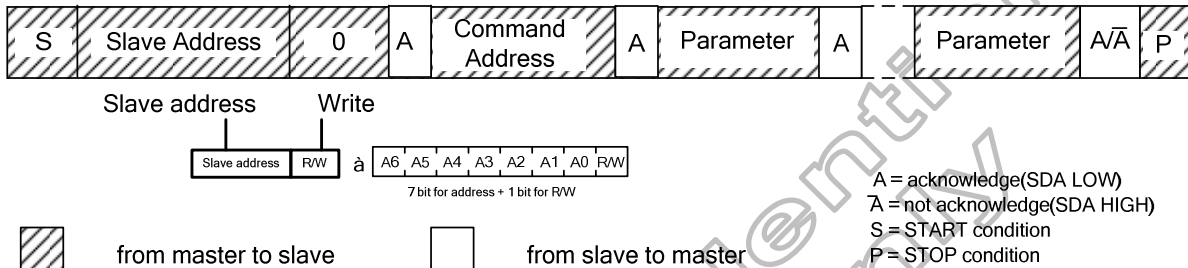 S Slave Address 0 A Command Address A Parameter A Parameter A/A̅ P
Slave address Write
Slave address R/W à A6 A5 A4 A3 A2 A1 A0 R/W
7 bit for address + 1 bit for R/W
A = acknowledge(SDA LOW)
A̅ = not acknowledge(SDA HIGH)
S = START condition
P = STOP condition
from master to slave
from slave to master